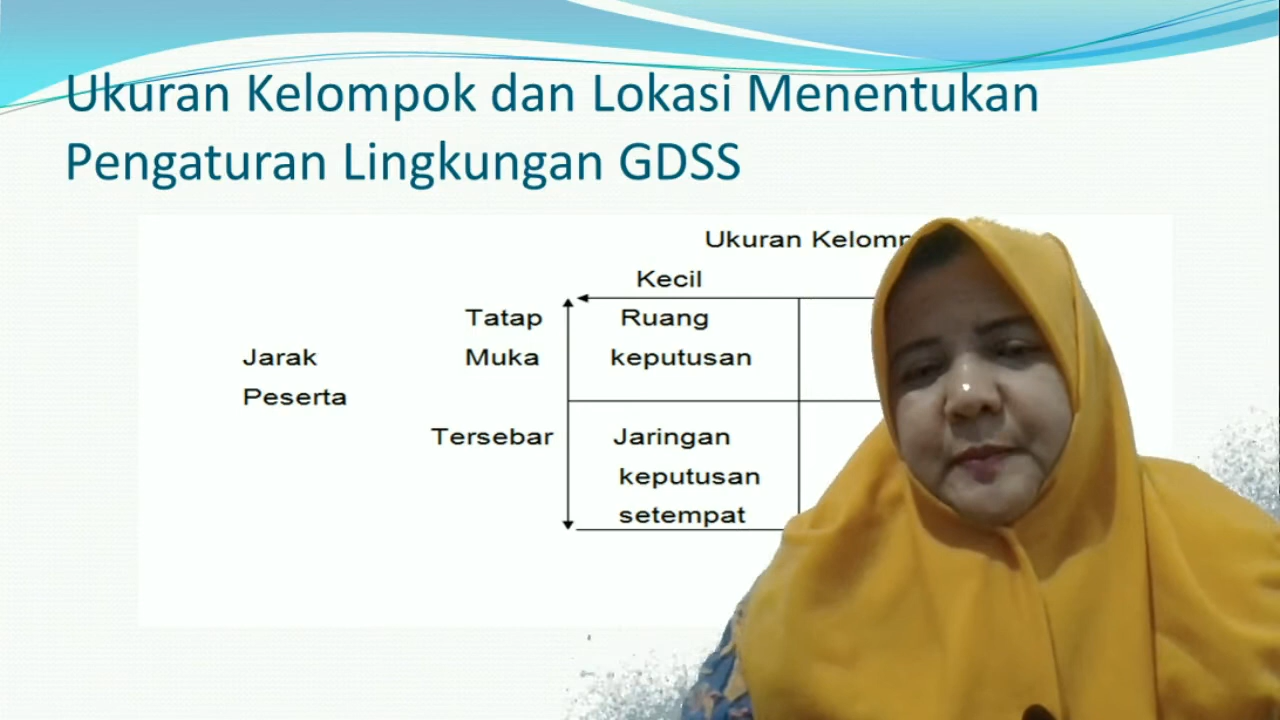 Ukuran Kelompok dan Lokasi Menentukan
Pengaturan Lingkungan GDSS
Ukuran
Kecil
Tatap
Ruang
Jarak
Muka
keputusan
Peserta
Tersebar
Jaringan
keputusan
setempat